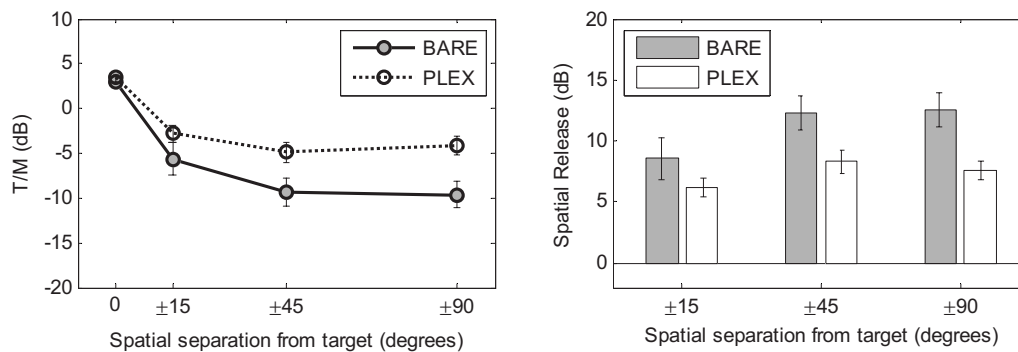 10
5
0
-5
-10
-15
-20
T/M (dB)
BARE
PLEX
0
±15
±45
±90
Spatial separation from target (degrees)
20
15
10
5
0
Spatial Release (dB)
BARE
PLEX
±15
±45
±90
Spatial separation from target (degrees)